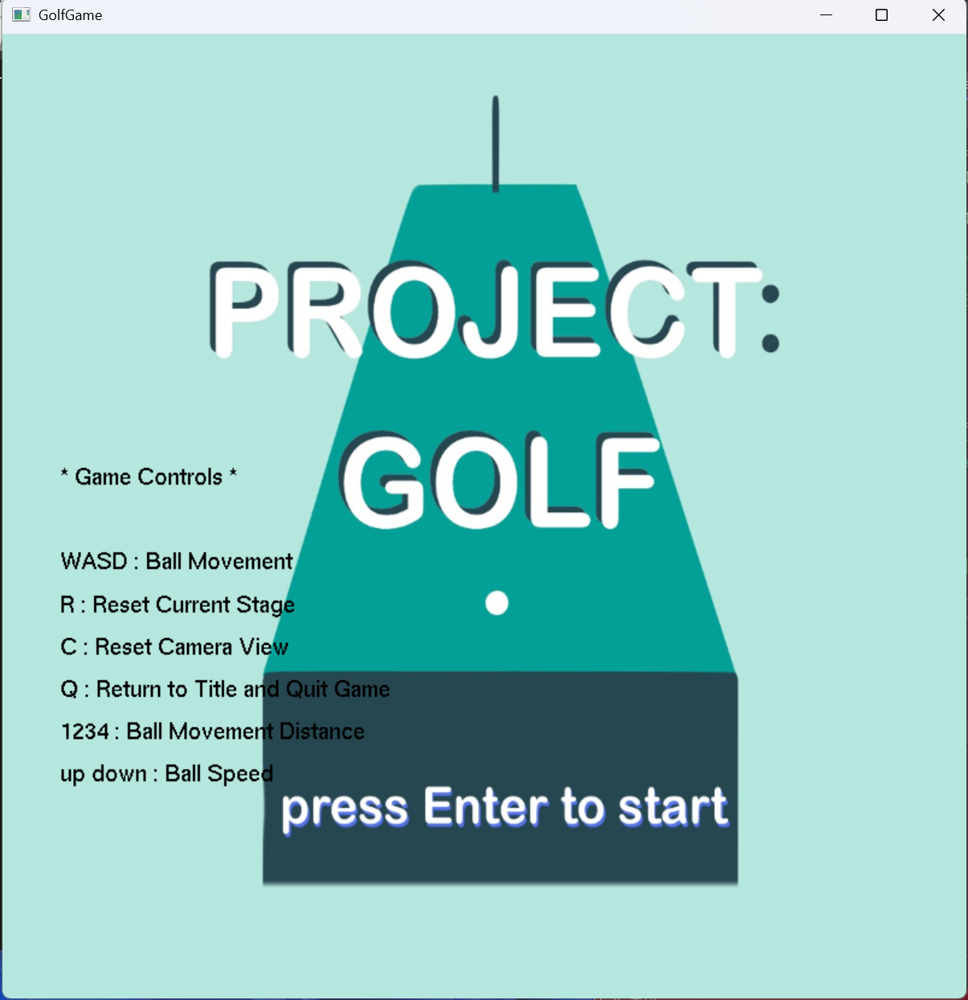 GolfGame
PROJECT:
GOLF
* Game Controls *
WASD : Ball Movement
R : Reset Current Stage
C : Reset Camera View
Q : Return to Title and Quit Game
1234 : Ball Movement Distance
up down : Ball Speed
press Enter to start